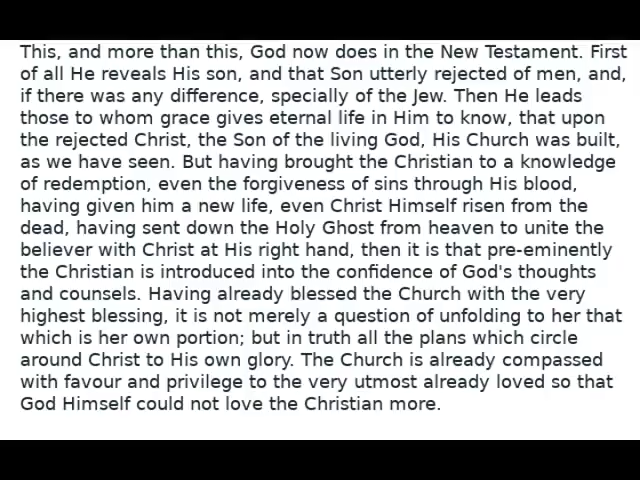 This, and more than this, God now does in the New Testament. First
of all He reveals His son, and that Son utterly rejected of men, and,
if there was any difference, specially of the Jew. Then He leads
those to whom grace gives eternal life in Him to know, that upon
the rejected Christ, the Son of the living God, His Church was built,
as we have seen. But having brought the Christian to a knowledge
of redemption, even the forgiveness of sins through His blood,
having given him a new life, even Christ Himself risen from the
dead, having sent down the Holy Ghost from heaven to unite the
believer with Christ at His right hand, then it is that pre-eminently
the Christian is introduced into the confidence of God's thoughts
and counsels. Having already blessed the Church with the very
highest blessing, it is not merely a question of unfolding to her that
which is her own portion; but in truth all the plans which circle
around Christ to His own glory. The Church is already compassed
with favour and privilege to the very utmost already loved so that
God Himself could not love the Christian more.